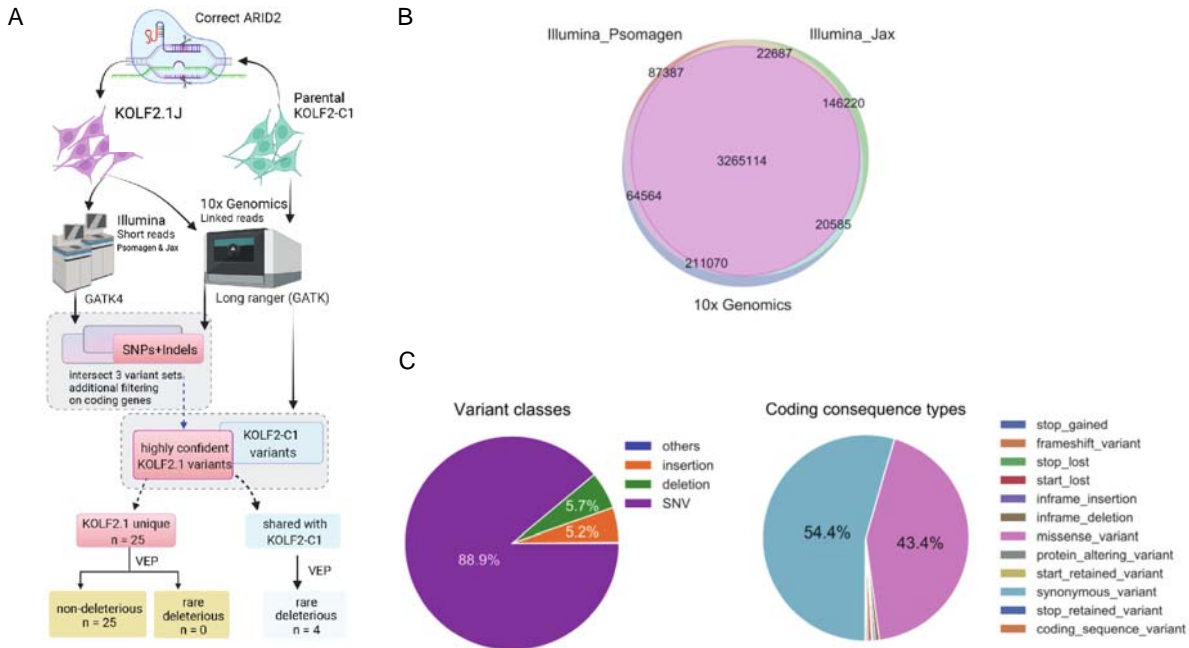 A
Correct ARID2
KOLF2.1J
Parental
KOLF2-C1
10x Genomics
Linked reads
Illumina
Short reads
Psomagen & Jax
GATK4
Long ranger (GATK)
SNPs+Indels
intersect 3 variant sets
additional filtering
on coding genes
highly confident
KOLF2.1 variants
KOLF2-C1
variants
KOLF2.1 unique
n = 25
shared with
KOLF2-C1
VEP
VEP
non-deleterious
n = 25
rare
deleterious
n = 0
rare
deleterious
n = 4
B
Illumina_Psomagen
Illumina_Jax
22687
87387
146220
3265114
64564
20585
211070
10x Genomics
C
Variant classes
others
insertion
deletion
SNV
5.7%
5.2%
88.9%
Coding consequence types
54.4%
43.4%
stop_gained
frameshift_variant
stop_lost
start_lost
inframe_insertion
inframe_deletion
missense_variant
protein_altering_variant
start_retained_variant
synonymous_variant
stop_retained_variant
coding_sequence_variant